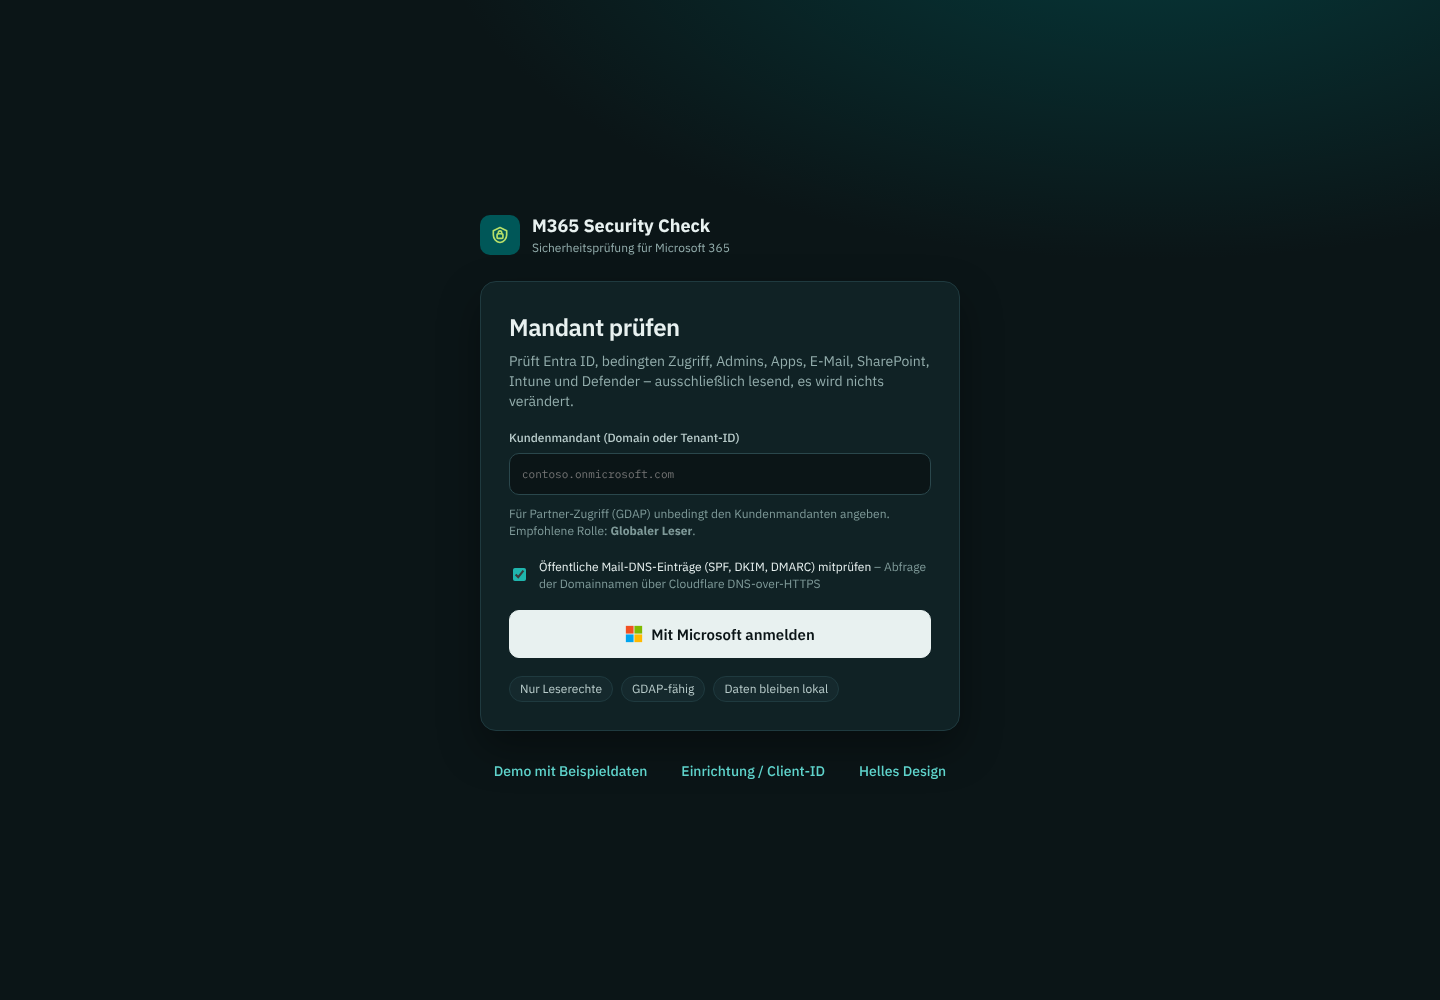 M365 Security Check
Sicherheitsprüfung für Microsoft 365
Mandant prüfen
Prüft Entra ID, bedingten Zugriff, Admins, Apps, E-Mail, SharePoint,
Intune und Defender – ausschließlich lesend, es wird nichts
verändert.
Kundenmandant (Domain oder Tenant-ID)
contoso.onmicrosoft.com
Für Partner-Zugriff (GDAP) unbedingt den Kundenmandanten angeben.
Empfohlene Rolle: Globaler Leser.
Öffentliche Mail-DNS-Einträge (SPF, DKIM, DMARC) mitprüfen – Abfrage
der Domainnamen über Cloudflare DNS-over-HTTPS
Mit Microsoft anmelden
Nur Leserechte GDAP-fähig Daten bleiben lokal
Demo mit Beispieldaten Einrichtung / Client-ID Helles Design